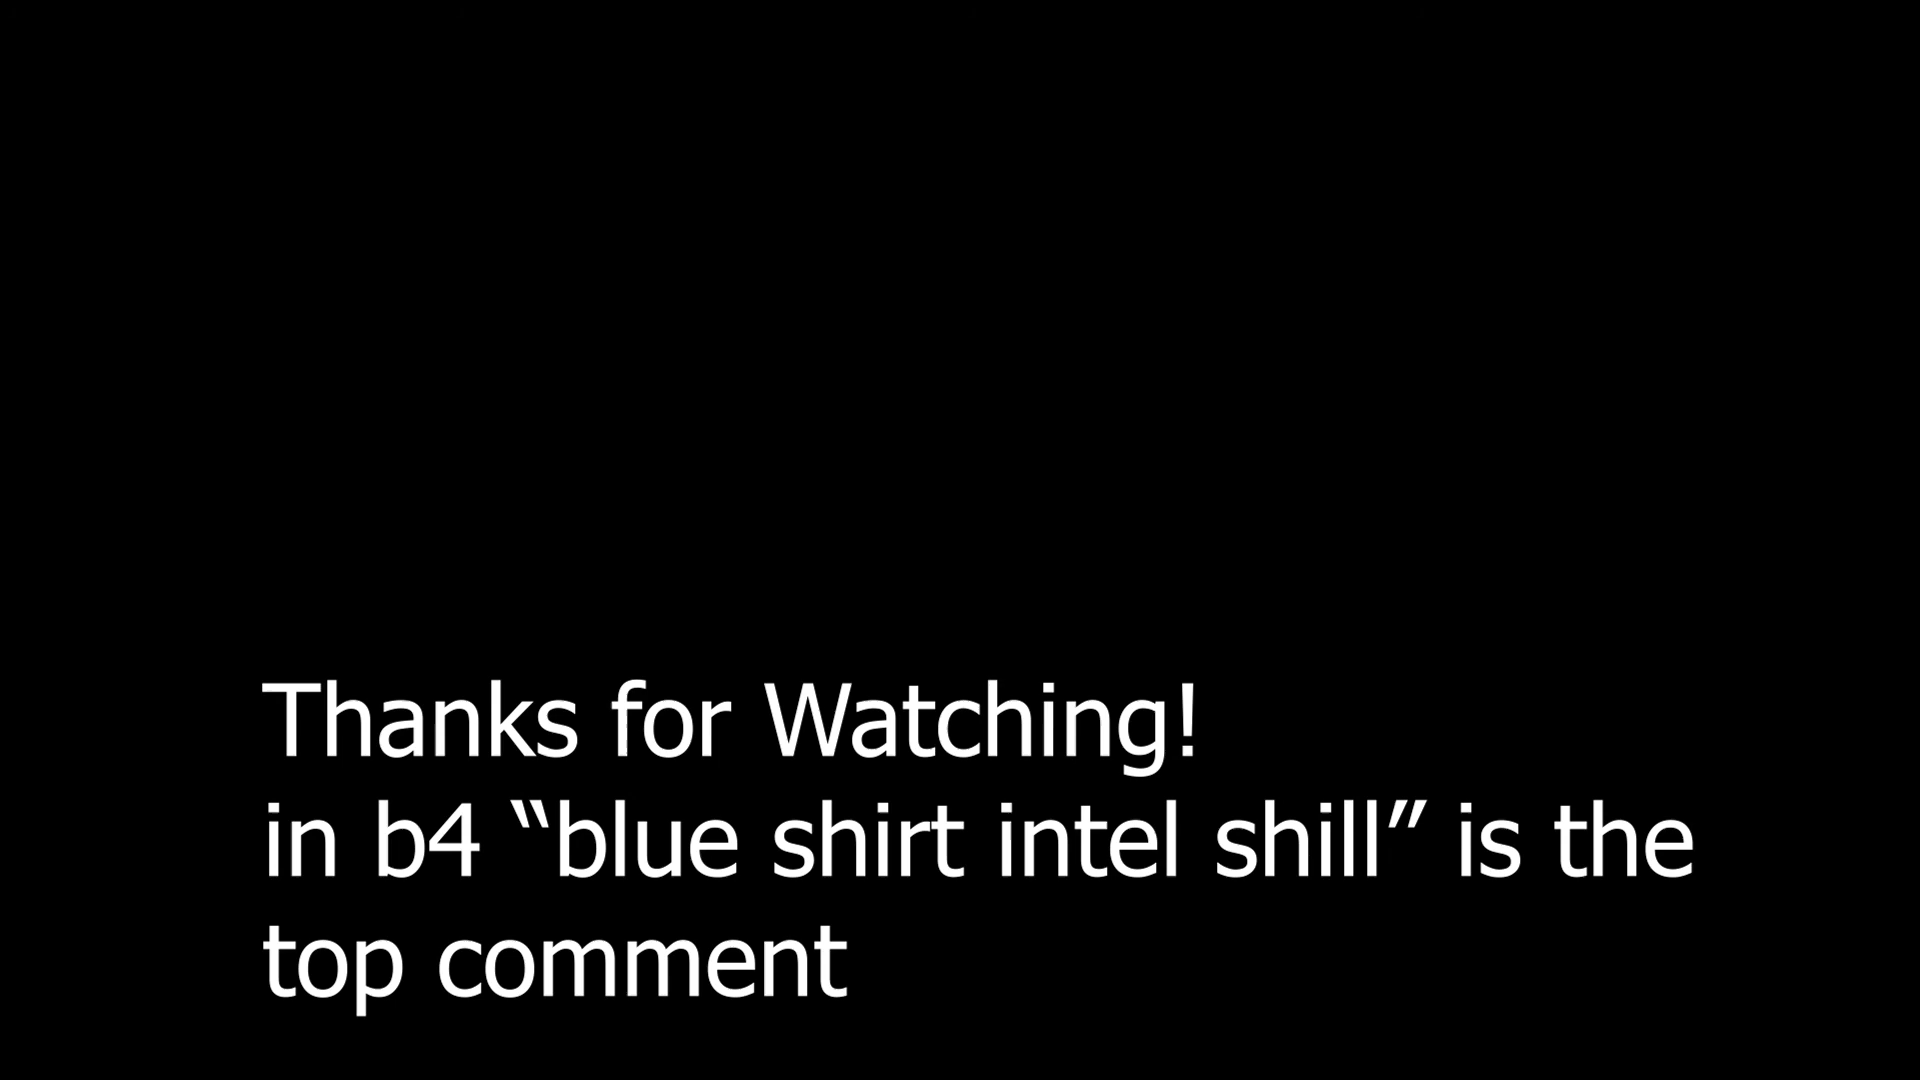 Thanks for Watching!
in b4 “blue shirt intel shill” is the
top comment